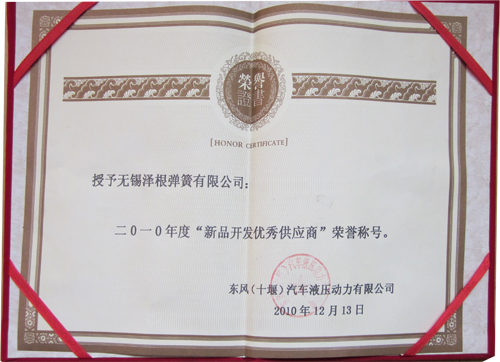 榮譽
證書
[HONOR CERTIFICATE]
授予无锡泽根弹簧有限公司：
二0一0年度“新品开发优秀供应商”荣誉称号。
东风(十堰)汽车液压动力有限公司
2010年12月13日